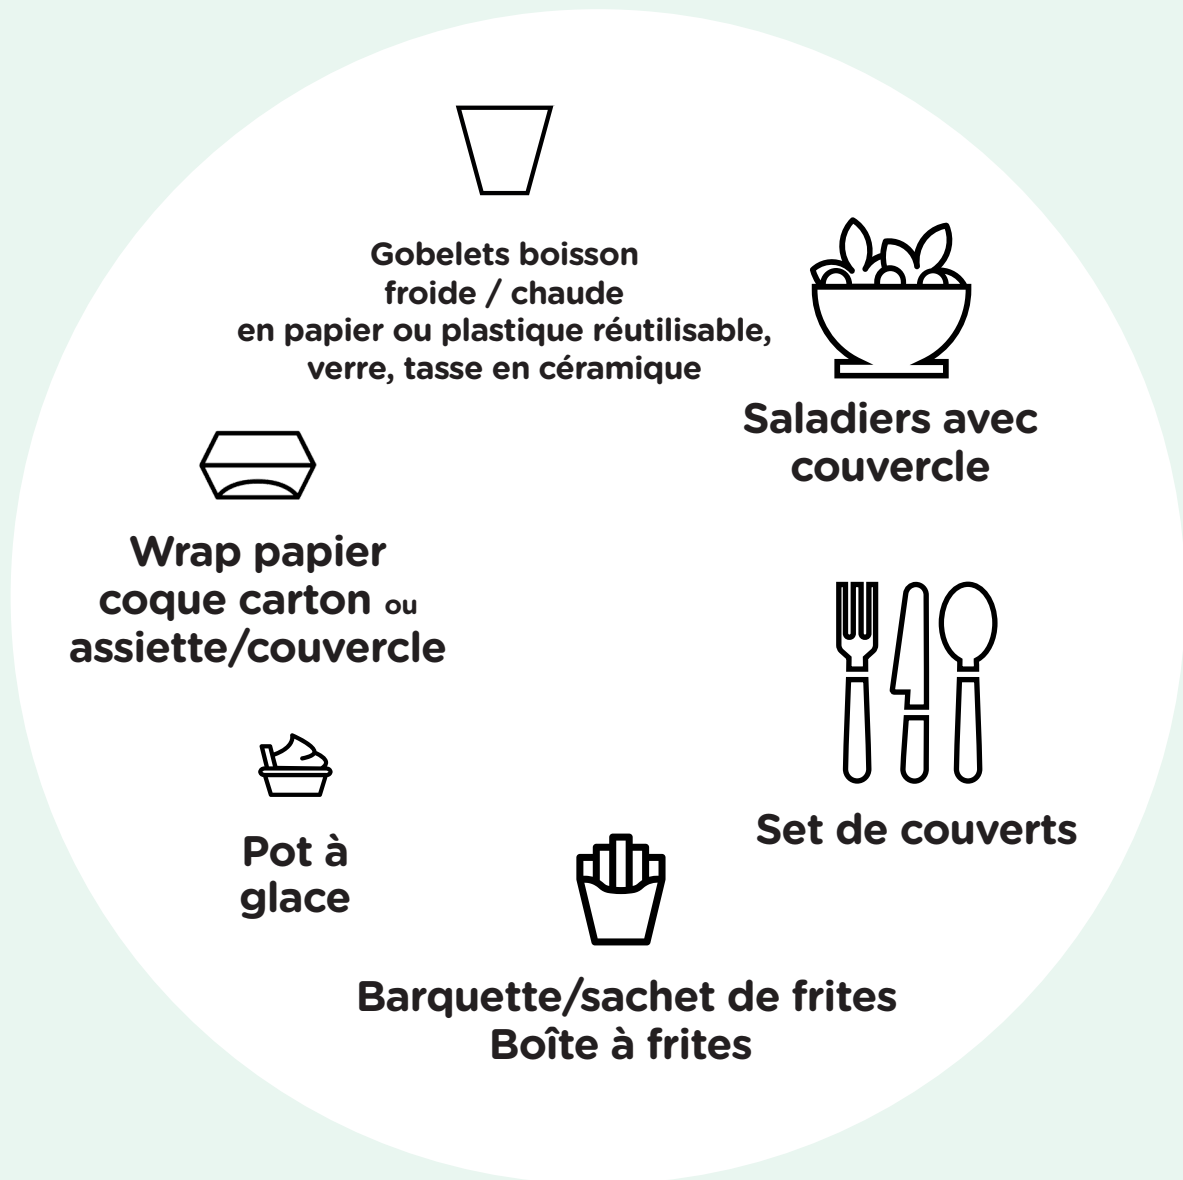 Gobelets boisson
froide / chaude
en papier ou plastique réutilisable,
verre, tasse en céramique
Saladiers avec
couvercle
Wrap papier
coque carton ou
assiette/couvercle
Set de couverts
Pot à
glace
Barquette/sachet de frites
Boîte à frites